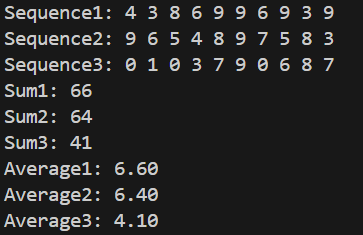 Sequence1: 4 3 8 6 9 9 6 9 3 9
Sequence2: 9 6 5 4 8 9 7 5 8 3
Sequence3: 0 1 0 3 7 9 0 6 8 7
Sum1: 66
Sum2: 64
Sum3: 41
Average1: 6.60
Average2: 6.40
Average3: 4.10